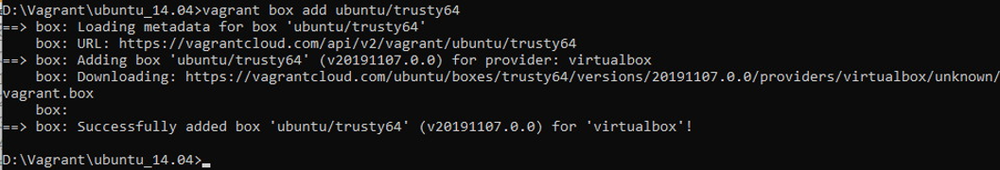 D:\Vagrant\ubuntu_14.04>vagrant box add ubuntu/trusty64
==> box: Loading metadata for box 'ubuntu/trusty64'
    box: URL: https://vagrantcloud.com/api/v2/vagrant/ubuntu/trusty64
==> box: Adding box 'ubuntu/trusty64' (v20191107.0.0) for provider: virtualbox
    box: Downloading: https://vagrantcloud.com/ubuntu/boxes/trusty64/versions/20191107.0.0/providers/virtualbox/unknown/
vagrant.box
    box:
==> box: Successfully added box 'ubuntu/trusty64' (v20191107.0.0) for 'virtualbox'!
D:\Vagrant\ubuntu_14.04>